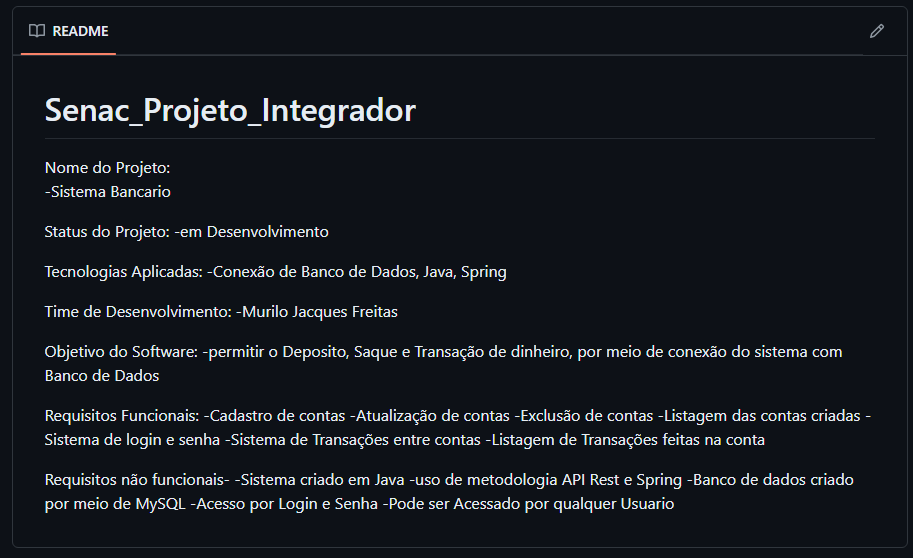 README
Senac_Projeto_Integrador
Nome do Projeto:
-Sistema Bancario
Status do Projeto: -em Desenvolvimento
Tecnologias Aplicadas: -Conexão de Banco de Dados, Java, Spring
Time de Desenvolvimento: -Murilo Jacques Freitas
Objetivo do Software: -permitir o Deposito, Saque e Transação de dinheiro, por meio de conexão do sistema com
Banco de Dados
Requisitos Funcionais: -Cadastro de contas -Atualização de contas -Exclusão de contas -Listagem das contas criadas -
Sistema de login e senha -Sistema de Transações entre contas -Listagem de Transações feitas na conta
Requisitos não funcionais- -Sistema criado em Java -uso de metodologia API Rest e Spring -Banco de dados criado
por meio de MySQL -Acesso por Login e Senha -Pode ser Acessado por qualquer Usuario